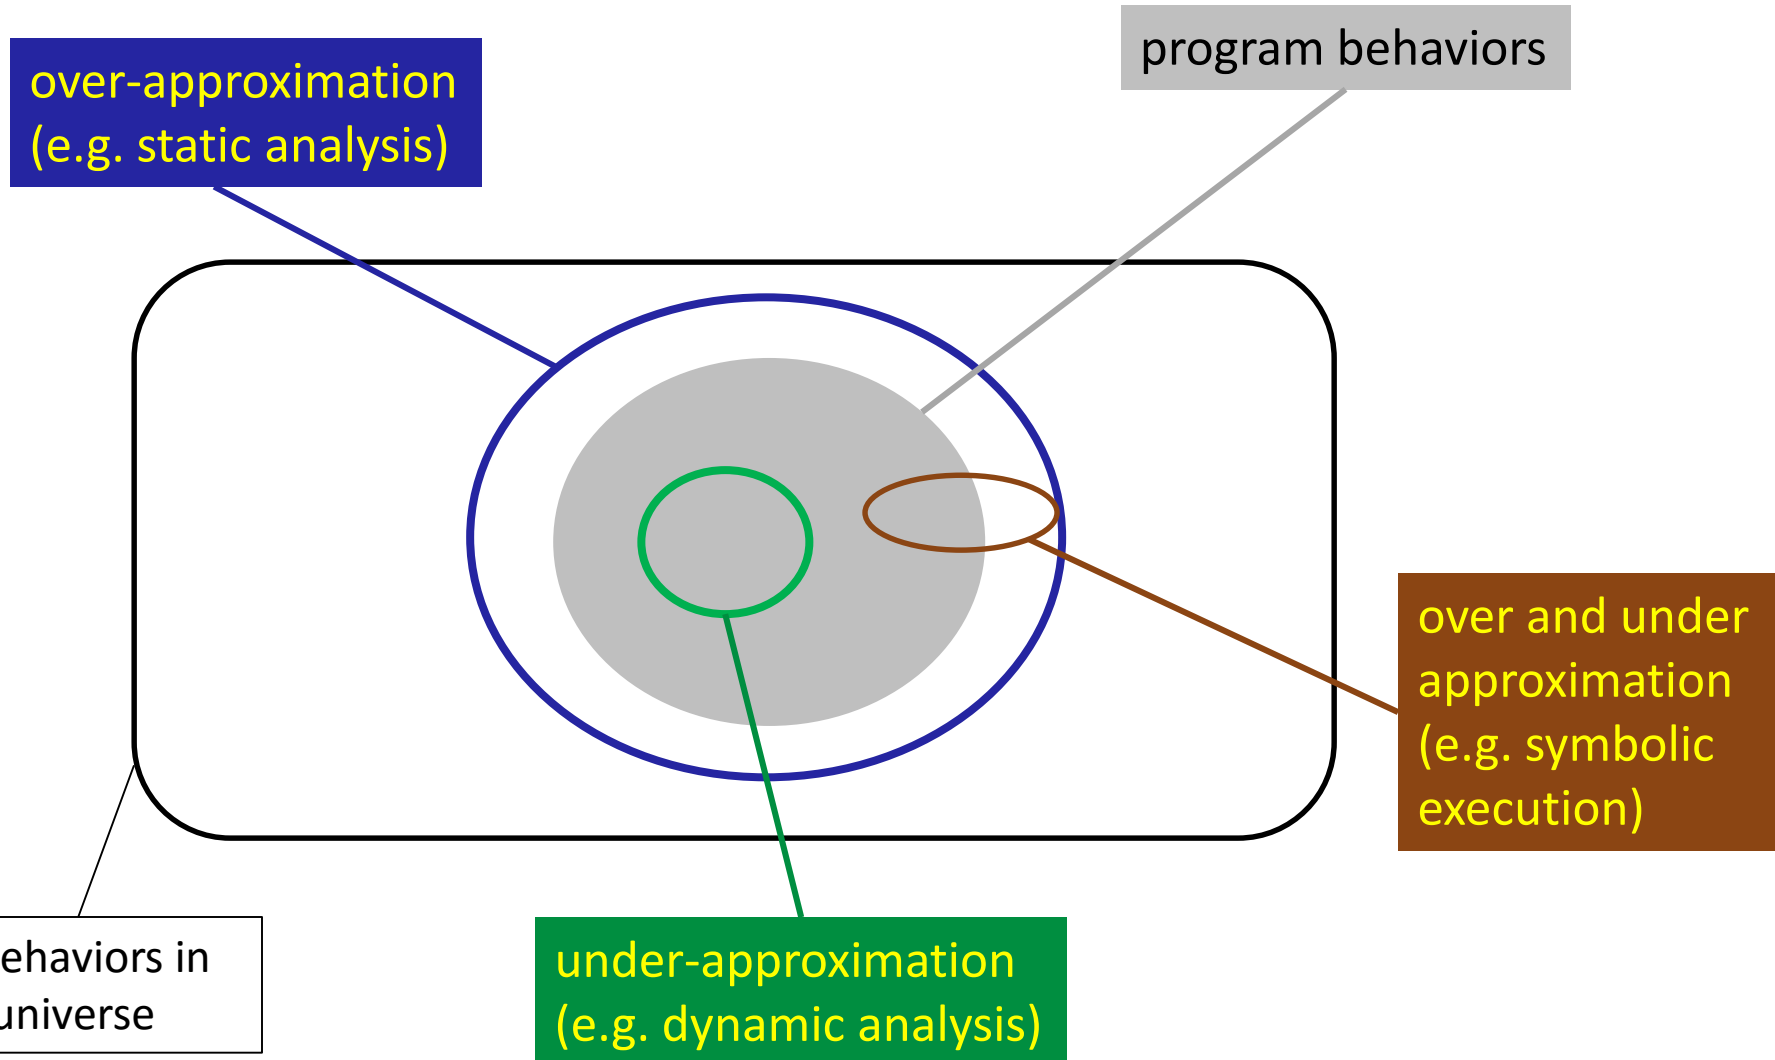 program behaviors
over-approximation
(e.g. static analysis)
over and under
approximation
(e.g. symbolic
execution)
ehaviors in
universe
under-approximation
(e.g. dynamic analysis)